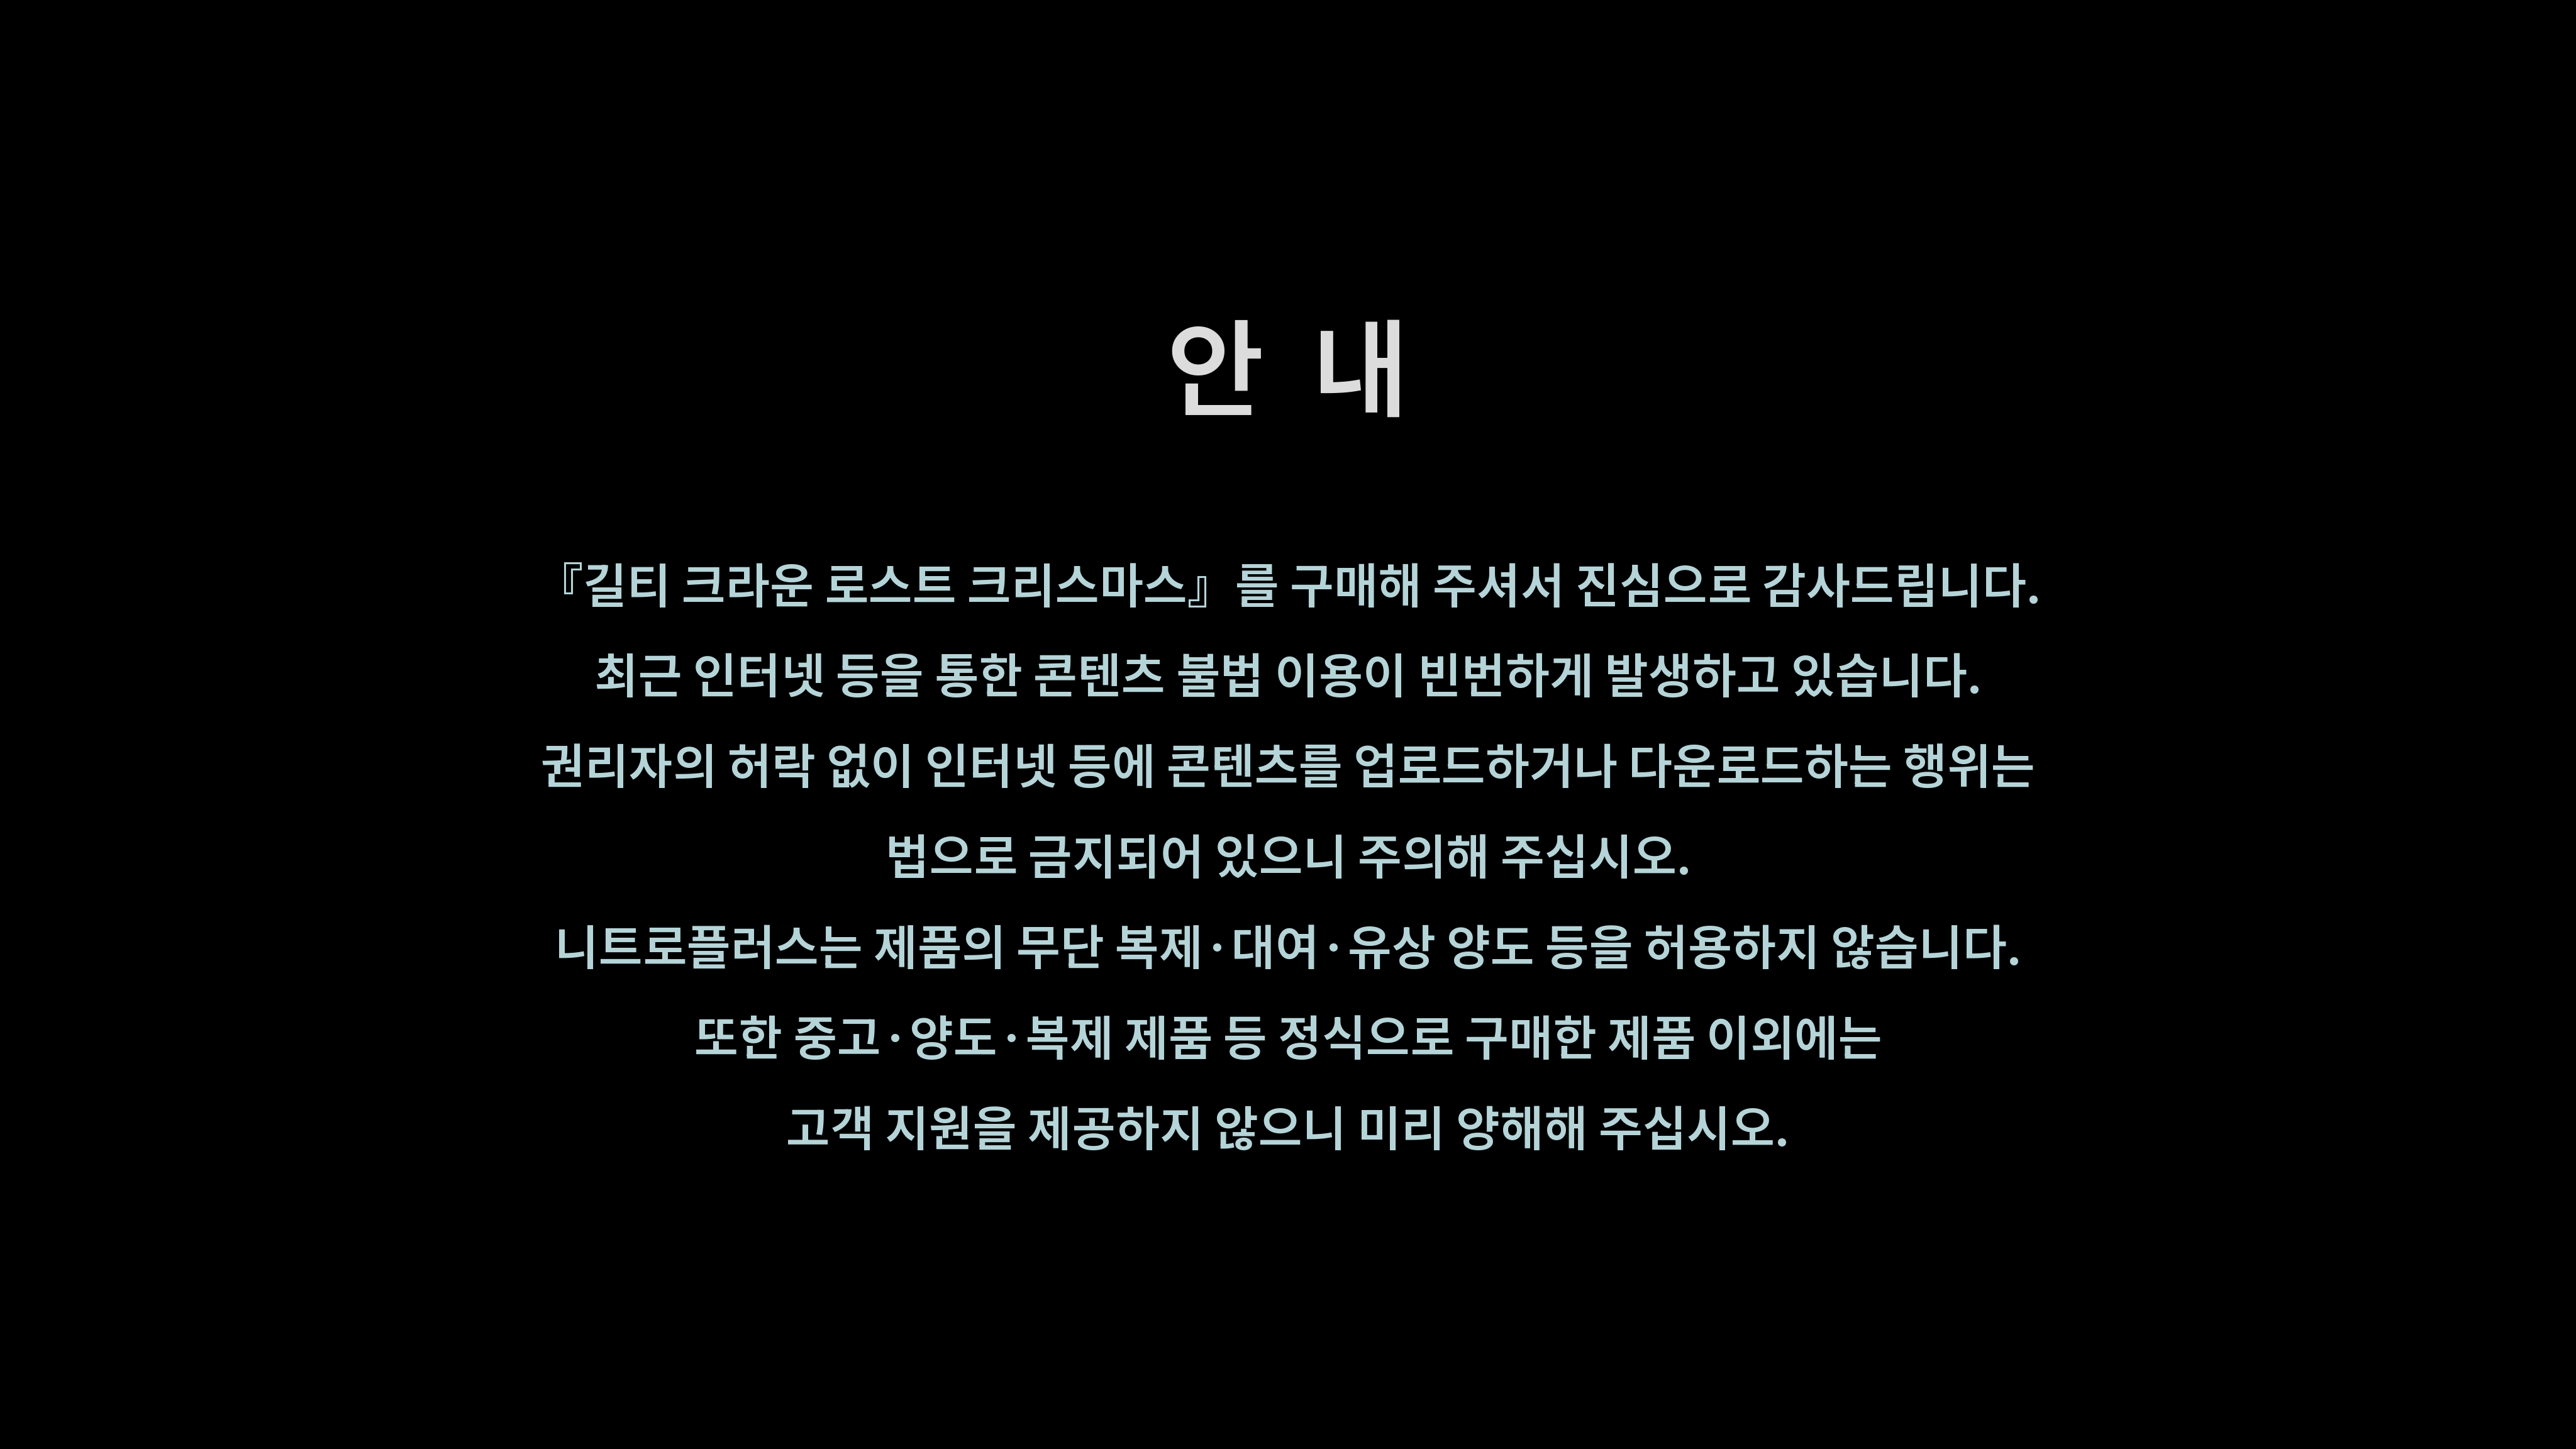 안 내
『길티 크라운 로스트 크리스마스』를 구매해 주셔서 진심으로 감사드립니다.
최근 인터넷 등을 통한 콘텐츠 불법 이용이 빈번하게 발생하고 있습니다.
권리자의 허락 없이 인터넷 등에 콘텐츠를 업로드하거나 다운로드하는 행위는
법으로 금지되어 있으니 주의해 주십시오.
니트로플러스는 제품의 무단 복제·대여·유상 양도 등을 허용하지 않습니다.
또한 중고·양도·복제 제품 등 정식으로 구매한 제품 이외에는
고객 지원을 제공하지 않으니 미리 양해해 주십시오.